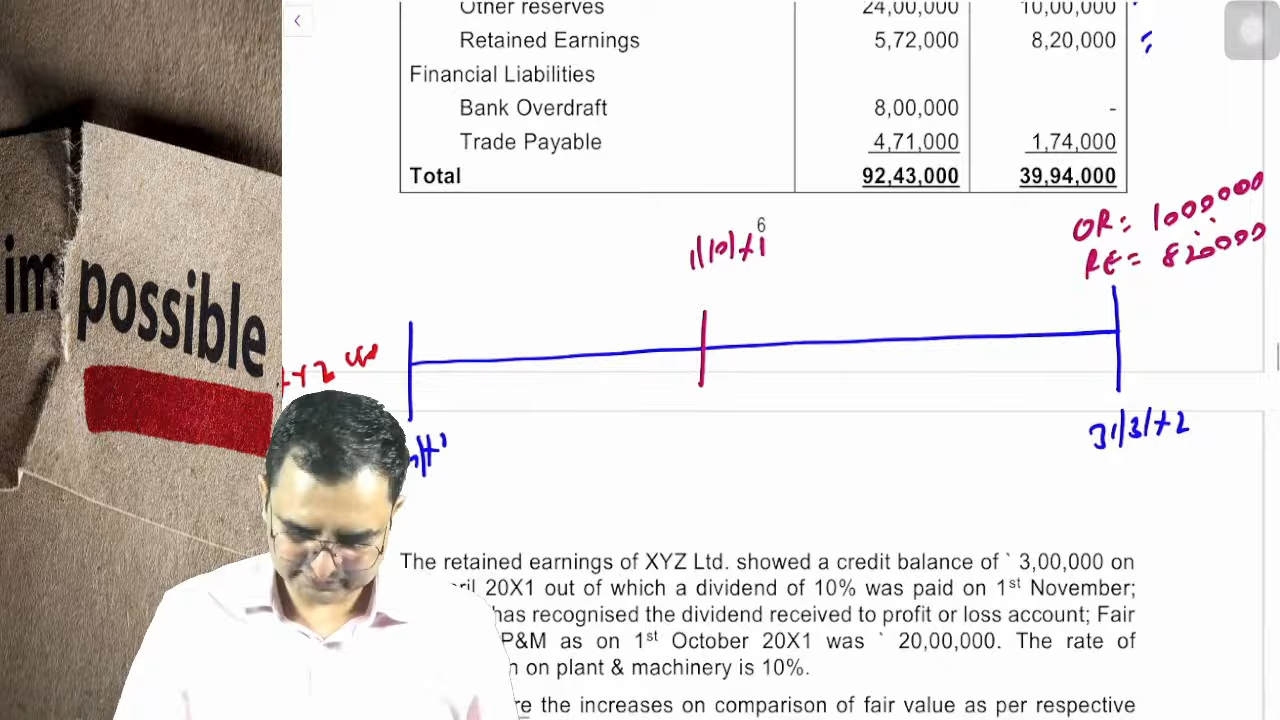 Other reserves 24,00,000 10,00,000
Retained Earnings 5,72,000 8,20,000
Financial Liabilities
Bank Overdraft 8,00,000 -
Trade Payable 4,71,000 1,74,000
Total 92,43,000 39,94,000
6
1/10/x1
OR = 1000000
RE = 820000
XYZ
31/3/x2
im possible
The retained earnings of XYZ Ltd. showed a credit balance of ` 3,00,000 on
ril 20X1 out of which a dividend of 10% was paid on 1st November;
has recognised the dividend received to profit or loss account; Fair
P&M as on 1st October 20X1 was ` 20,00,000. The rate of
n on plant & machinery is 10%.
re the increases on comparison of fair value as per respective